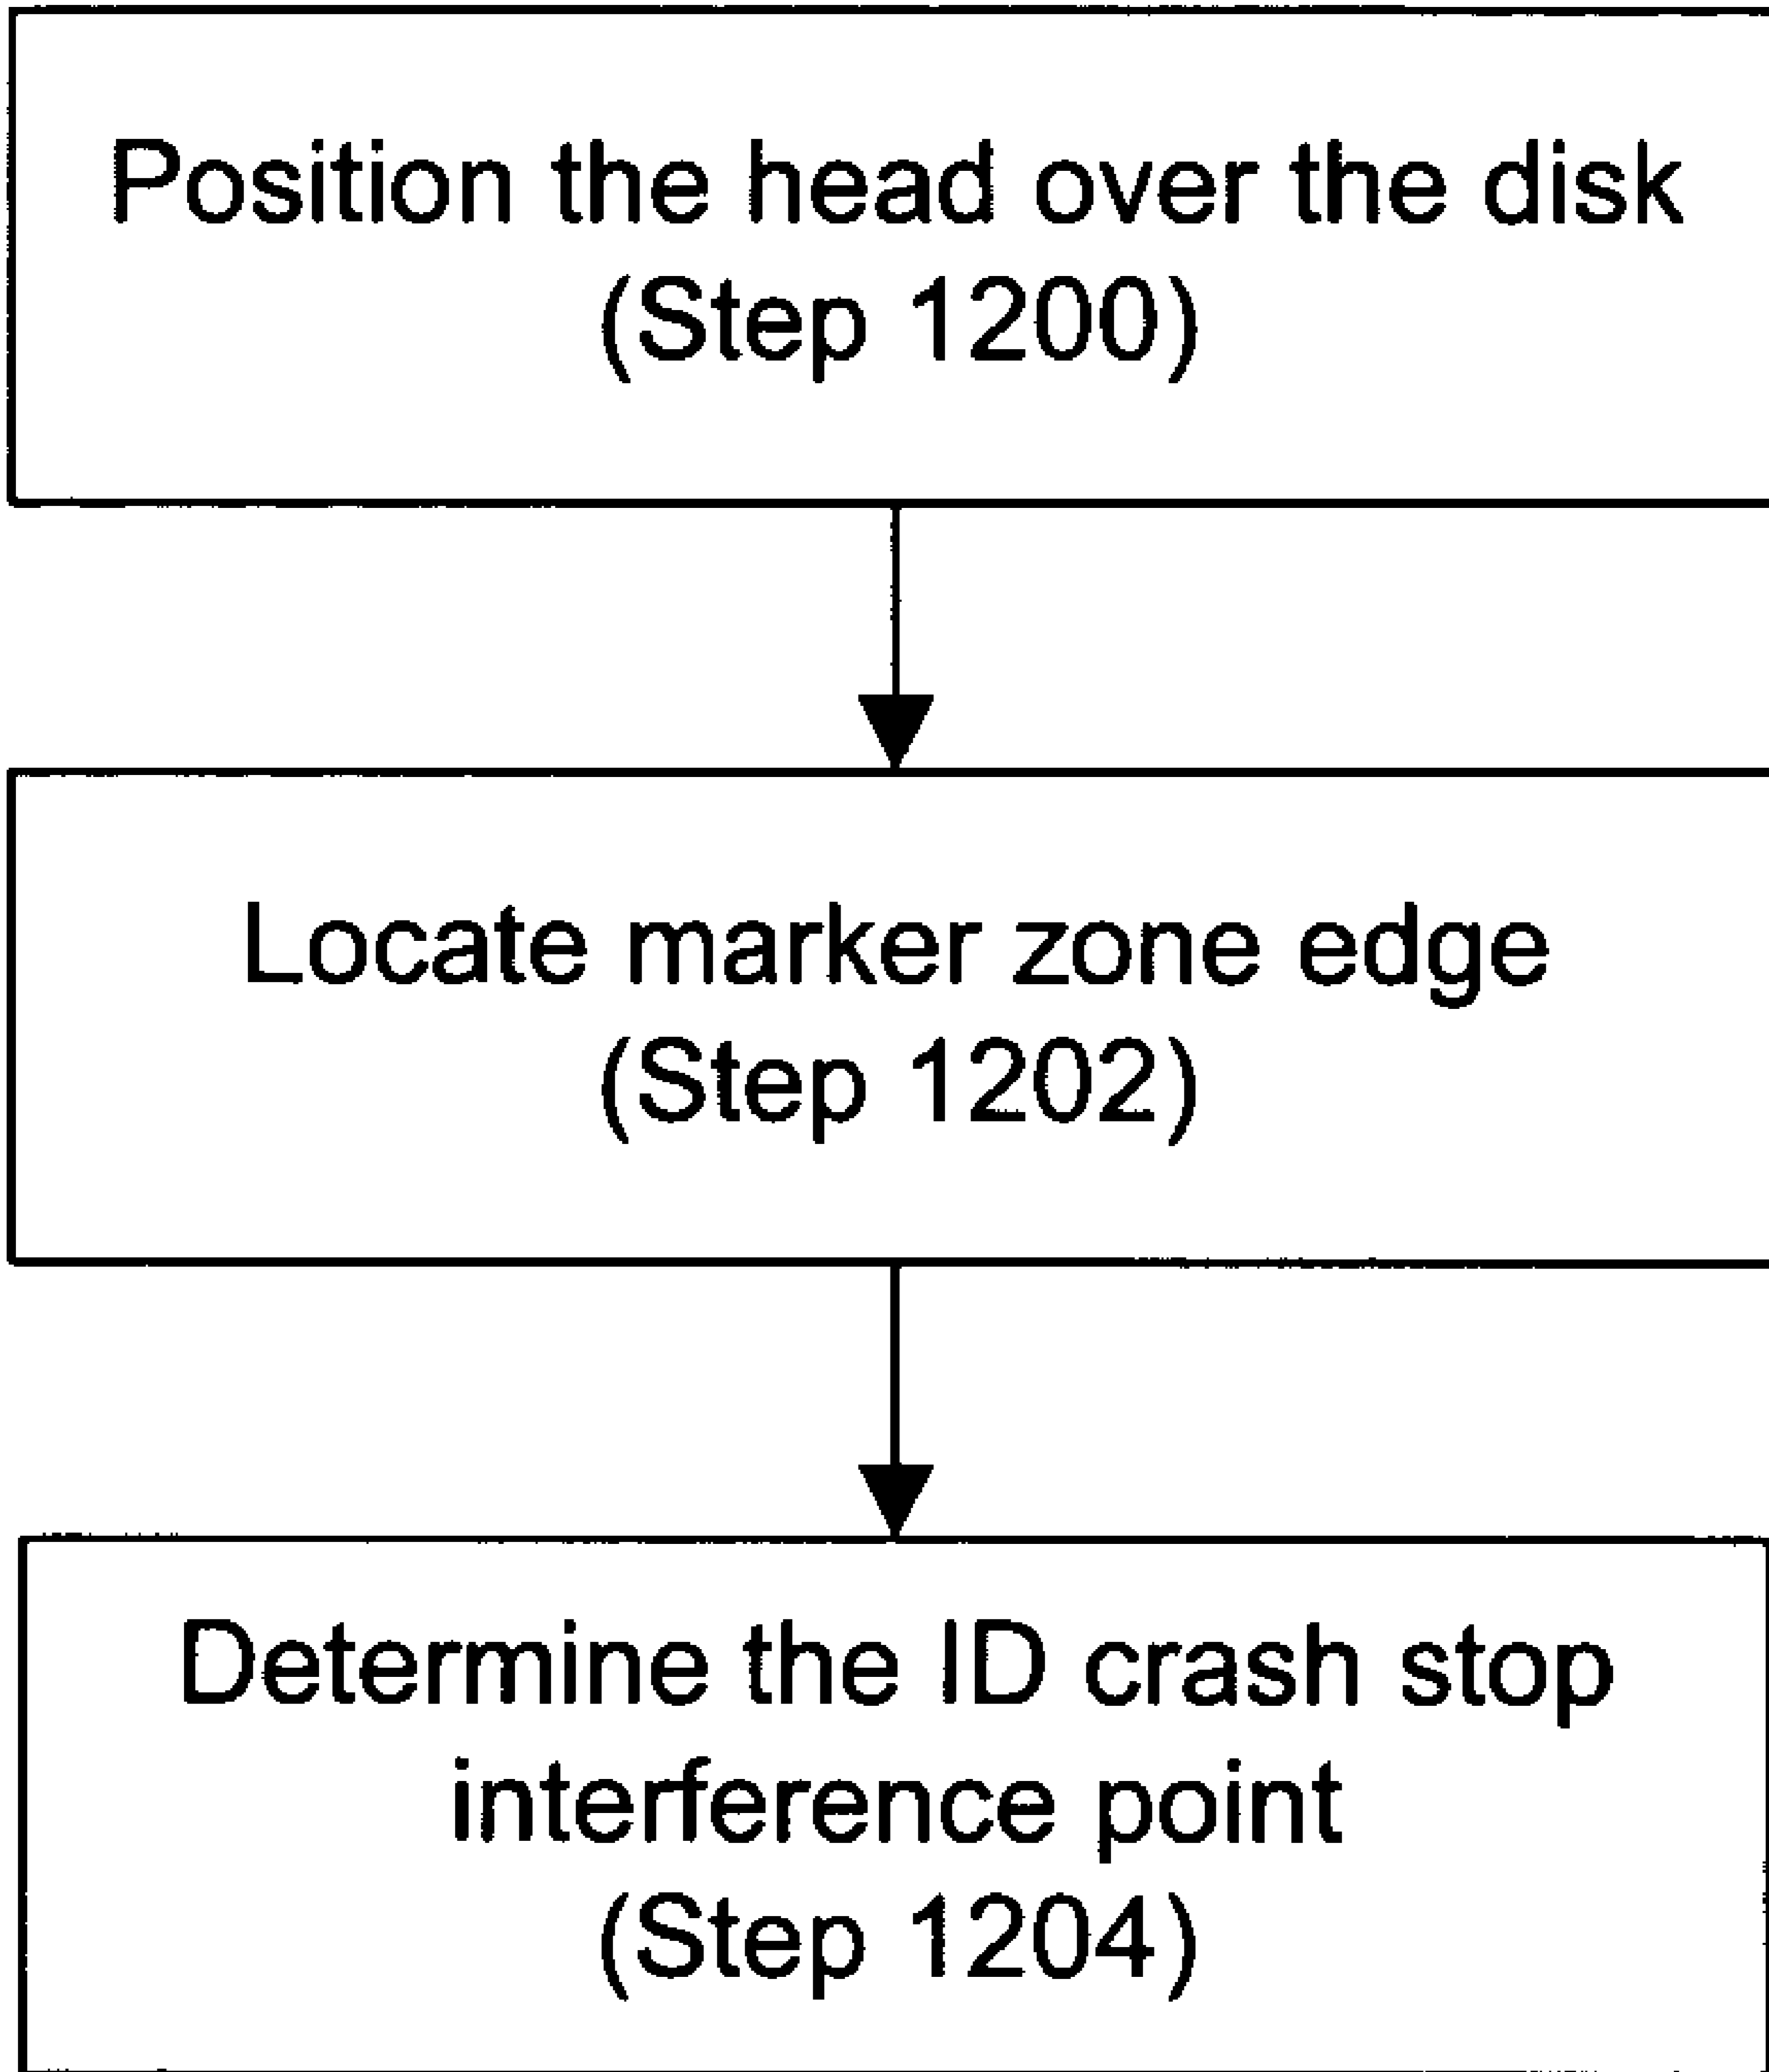 Position the head over the disk
(Step 1200)
Locate marker zone edge
(Step 1202)
Determine the ID crash stop
interference point
(Step 1204)